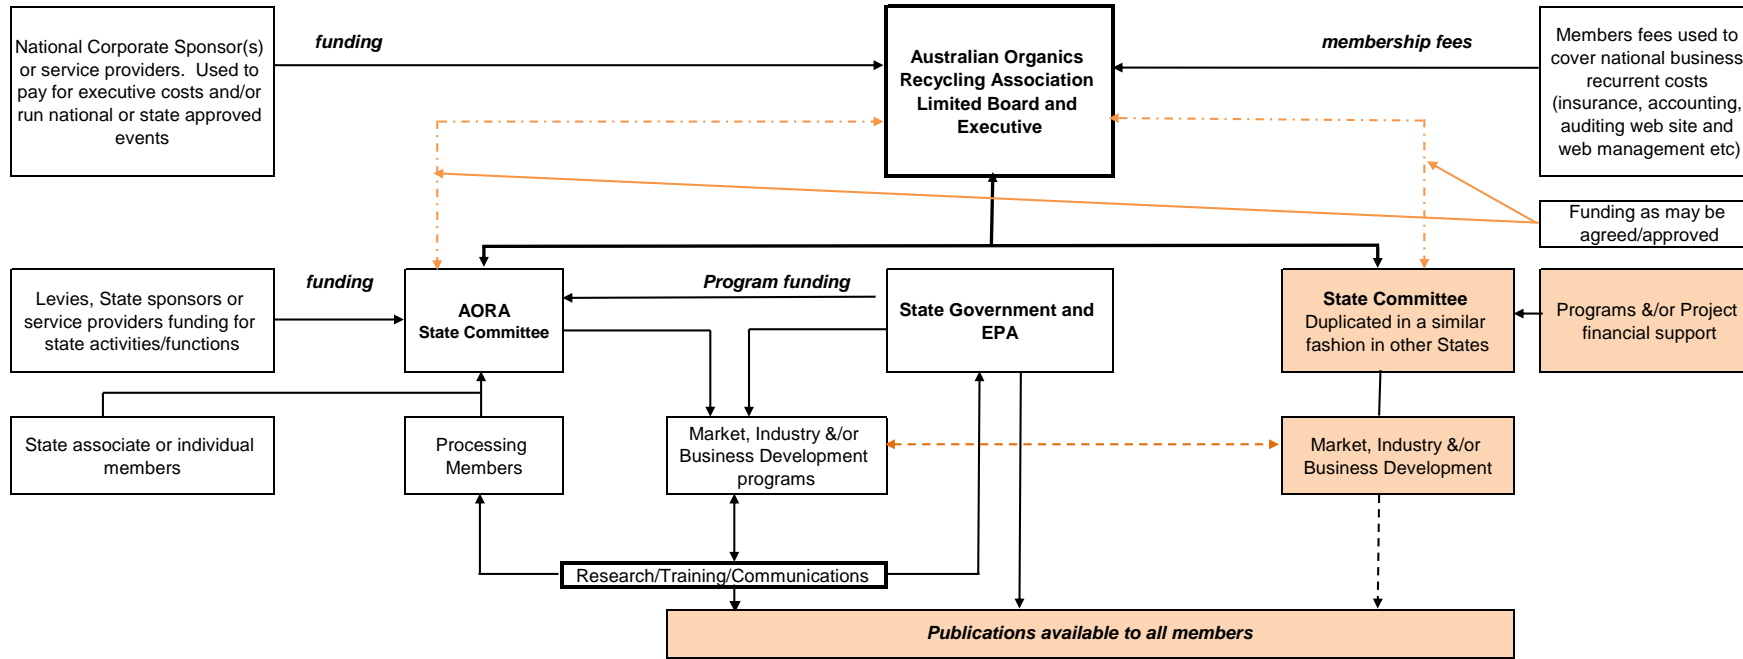 National Corporate Sponsor(s)
or service providers. Used to
pay for executive costs and/or
run national or state approved
events
funding
Australian Organics
Recycling Association
Limited Board and
Executive
membership fees
Members fees used to
cover national business
recurrent costs
(insurance, accounting,
auditing web site and
web management etc)
Funding as may be
agreed/approved
Levies, State sponsors or
service providers funding for
state activities/functions
funding
AORA
State Committee
Program funding
State Government and
EPA
State Committee
Duplicated in a similar
fashion in other States
Programs &/or Project
financial support
State associate or individual
members
Processing
Members
Market, Industry &/or
Business Development
programs
Market, Industry &/or
Business Development
Research/Training/Communications
Publications available to all members